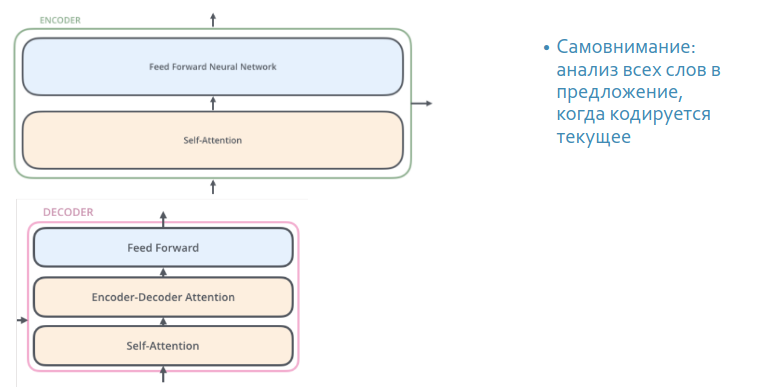 ENCODER
Feed Forward Neural Network
Self-Attention
DECODER
Feed Forward
Encoder-Decoder Attention
Self-Attention
• Самовнимание:
анализ всех слов в
предложение,
когда кодируется
текущее